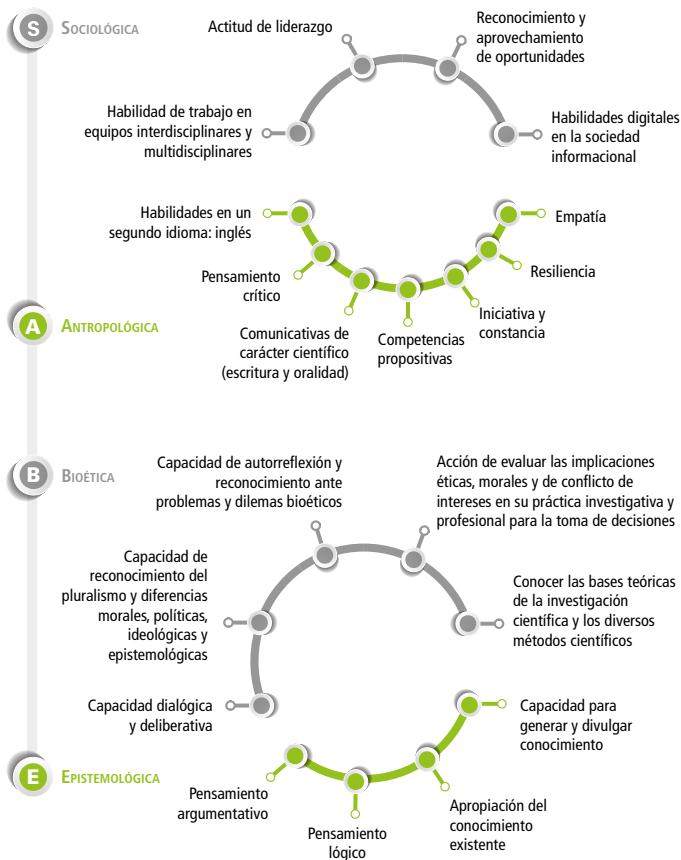 S
Sociológica
Actitud de liderazgo
Reconocimiento y
aprovechamiento
de oportunidades
Habilidad de trabajo en
equipos interdisciplinares y
multidisciplinares
Habilidades digitales
en la sociedad
informacional
Habilidades en un
segundo idioma: inglés
Empatía
Pensamiento
crítico
Resiliencia
A
Antropológica
Comunicativas de
carácter científico
(escritura y oralidad)
Competencias
propositivas
Iniciativa y
constancia
B
Bioética
Capacidad de autorreflexión y
reconocimiento ante
problemas y dilemas bioéticos
Acción de evaluar las implicaciones
éticas, morales y de conflicto de
intereses en su práctica investigativa y
profesional para la toma de decisiones
Capacidad de
reconocimiento del
pluralismo y diferencias
morales, políticas,
ideológicas y
epistemológicas
Conocer las bases teóricas
de la investigación
científica y los diversos
métodos científicos
Capacidad dialógica
y deliberativa
Capacidad para
generar y divulgar
conocimiento
E
Epistemológica
Pensamiento
argumentativo
Pensamiento
lógico
Apropiación del
conocimiento
existente